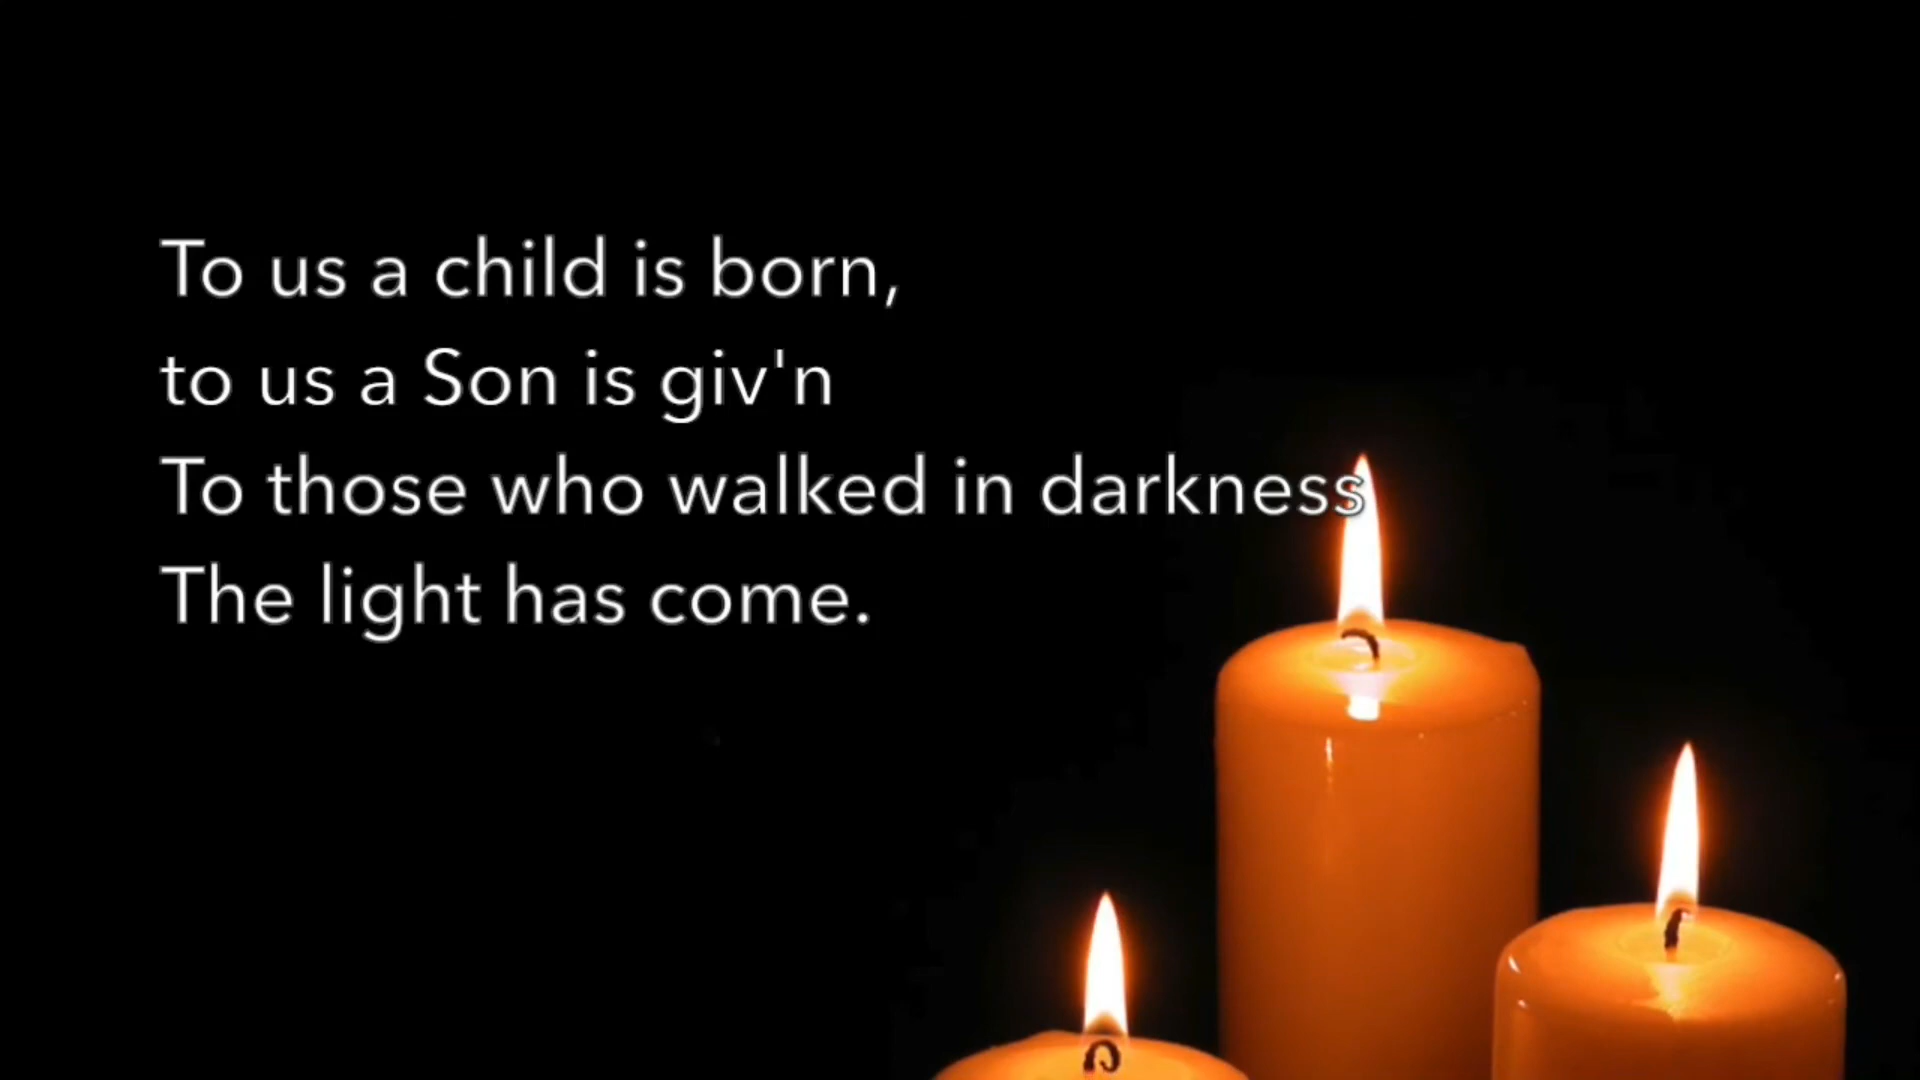 To us a child is born,
to us a Son is giv'n
To those who walked in darkness
The light has come.